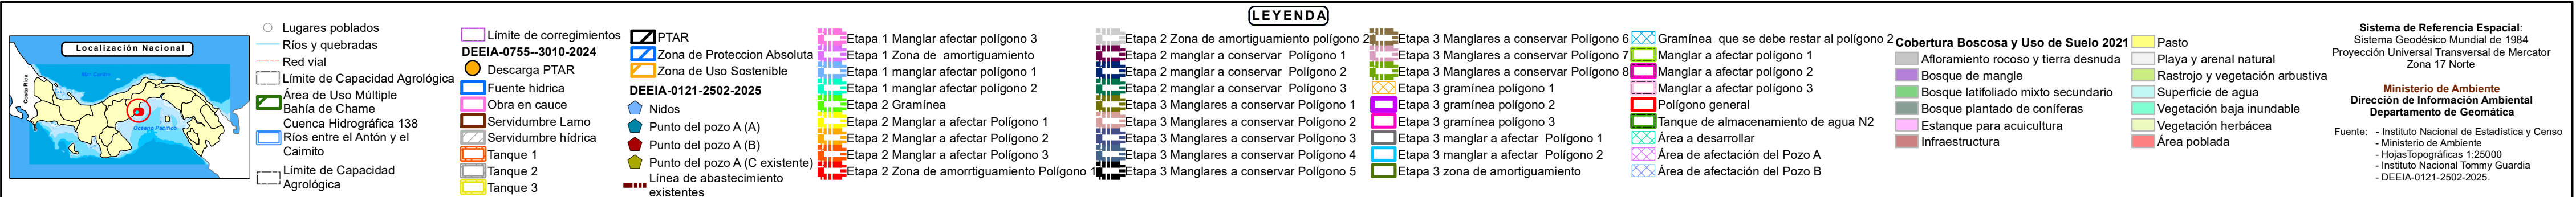 LEYENDA
Localización Nacional
Mar Caribe
Costa Rica
Océano Pacífico
Lugares poblados
Ríos y quebradas
Red vial
Límite de Capacidad Agrológica
Área de Uso Múltiple
Bahía de Chame
Cuenca Hidrográfica 138
Ríos entre el Antón y el
Caimito
Límite de Capacidad
Agrológica
Límite de corregimientos
DEEIA-0755--3010-2024
Descarga PTAR
Fuente hidrica
Obra en cauce
Servidumbre Lamo
Servidumbre hídrica
Tanque 1
Tanque 2
Tanque 3
PTAR
Zona de Proteccion Absoluta
Zona de Uso Sostenible
DEEIA-0121-2502-2025
Nidos
Punto del pozo A (A)
Punto del pozo A (B)
Punto del pozo A (C existente)
Línea de abastecimiento
existentes
Etapa 1 Manglar afectar polígono 3
Etapa 1 Zona de  amortiguamiento
Etapa 1 manglar afectar polígono 1
Etapa 1 manglar afectar polígono 2
Etapa 2 Gramínea
Etapa 2 Manglar a afectar Polígono 1
Etapa 2 Manglar a afectar Polígono 2
Etapa 2 Manglar a afectar Polígono 3
Etapa 2 Zona de amorrtiguamiento Polígono 1
Etapa 2 Zona de amortiguamiento polígono 2
Etapa 2 manglar a conservar  Polígono 1
Etapa 2 manglar a conservar  Polígono 2
Etapa 2 manglar a conservar  Polígono 3
Etapa 3 Manglares a conservar Polígono 1
Etapa 3 Manglares a conservar Polígono 2
Etapa 3 Manglares a conservar Polígono 3
Etapa 3 Manglares a conservar Polígono 4
Etapa 3 Manglares a conservar Polígono 5
Etapa 3 Manglares a conservar Polígono 6
Etapa 3 Manglares a conservar Polígono 7
Etapa 3 Manglares a conservar Polígono 8
Etapa 3 gramínea polígono 1
Etapa 3 gramínea polígono 2
Etapa 3 gramínea polígono 3
Etapa 3 manglar a afectar  Polígono 1
Etapa 3 manglar a afectar  Polígono 2
Etapa 3 zona de amortiguamiento
Gramínea  que se debe restar al polígono 2
Manglar a afectar polígono 1
Manglar a afectar polígono 2
Manglar a afectar polígono 3
Polígono general
Tanque de almacenamiento de agua N2
Área a desarrollar
Área de afectación del Pozo A
Área de afectación del Pozo B
Cobertura Boscosa y Uso de Suelo 2021
Afloramiento rocoso y tierra desnuda
Bosque de mangle
Bosque latifoliado mixto secundario
Bosque plantado de coníferas
Estanque para acuicultura
Infraestructura
Pasto
Playa y arenal natural
Rastrojo y vegetación arbustiva
Superficie de agua
Vegetación baja inundable
Vegetación herbácea
Área poblada
Sistema de Referencia Espacial:
Sistema Geodésico Mundial de 1984
Proyección Universal Transversal de Mercator
Zona 17 Norte
Ministerio de Ambiente
Dirección de Información Ambiental
Departamento de Geomática
Fuente:   - Instituto Nacional de Estadística y Censo
- Ministerio de Ambiente
- HojasTopográficas 1:25000
- Instituto Nacional Tommy Guardia
- DEEIA-0121-2502-2025.